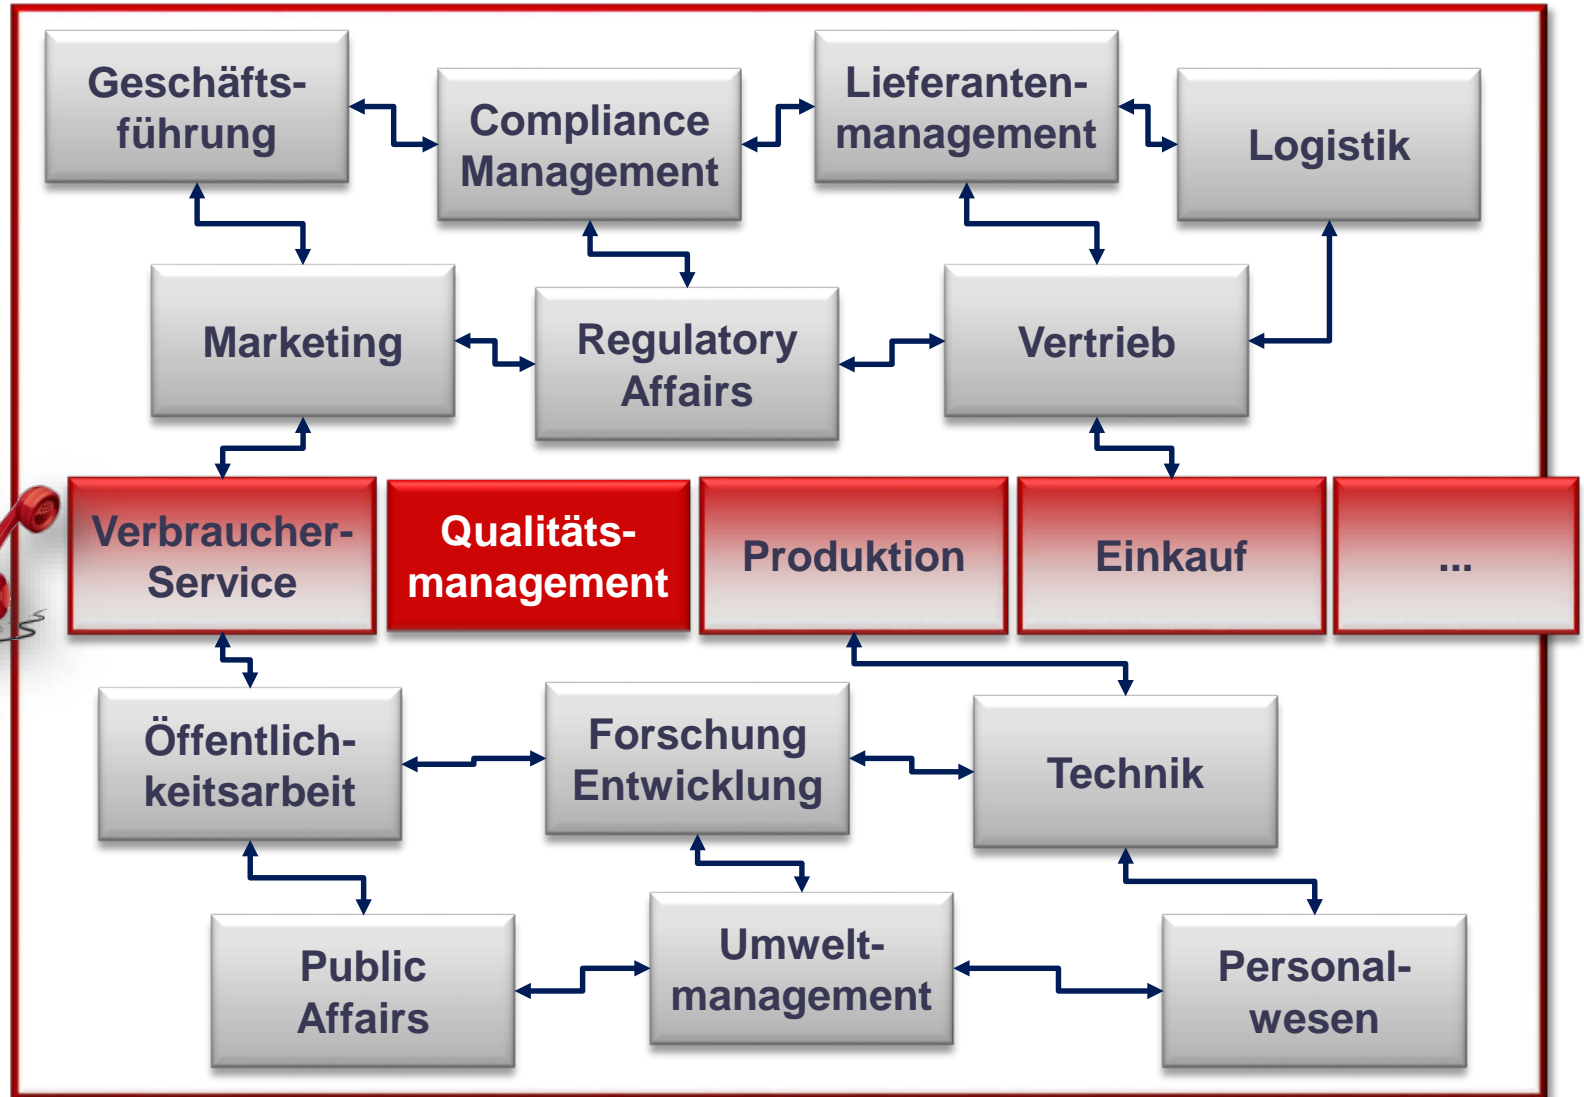 Geschäfts-
führung
Compliance
Management
Lieferanten-
management
Logistik
Marketing
Regulatory
Affairs
Vertrieb
Verbraucher-
Service
Qualitäts-
management
Produktion
Einkauf
...
Öffentlich-
keitsarbeit
Forschung
Entwicklung
Technik
Public
Affairs
Umwelt-
management
Personal-
wesen